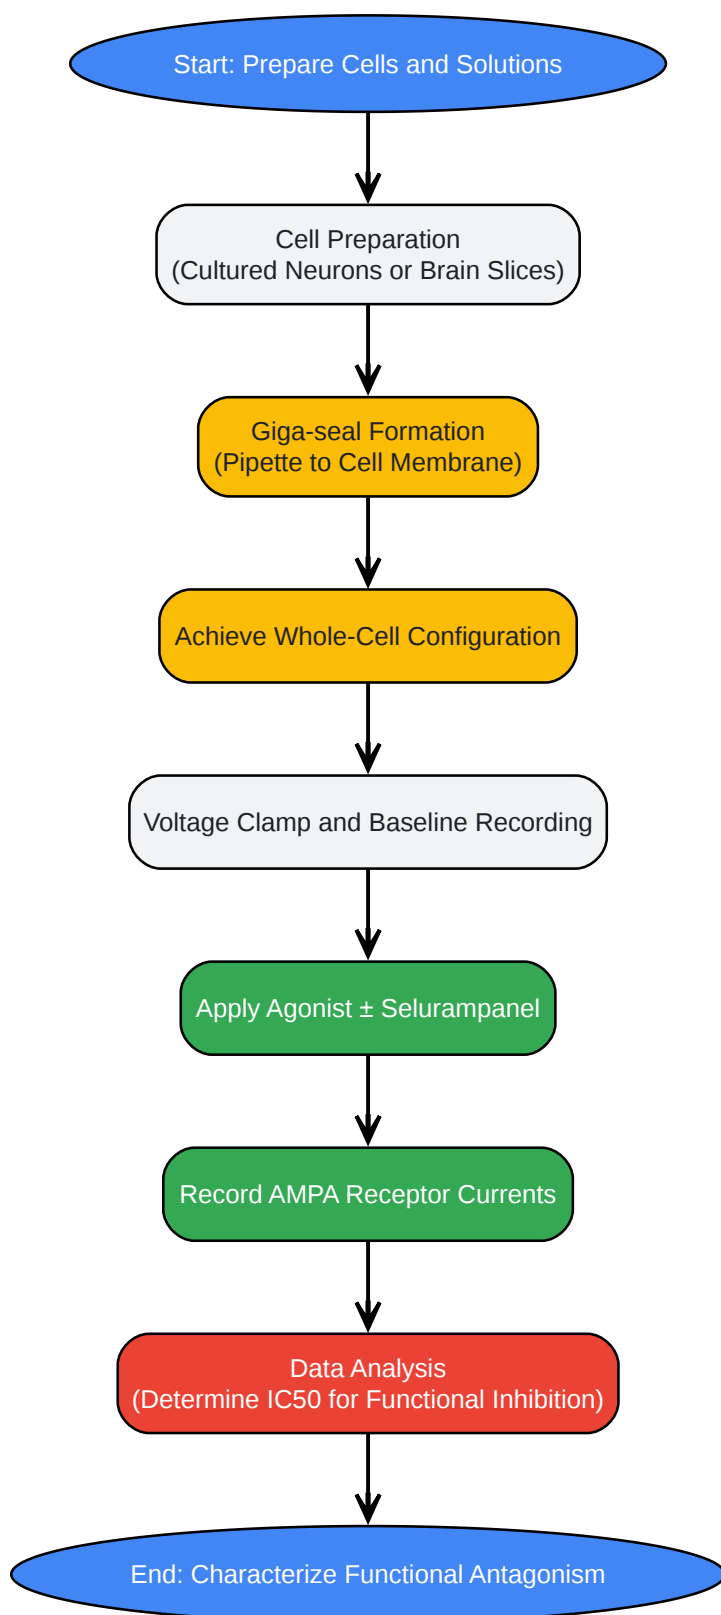 Start: Prepare Cells and Solutions
Cell Preparation
(Cultured Neurons or Brain Slices)
Giga-seal Formation
(Pipette to Cell Membrane)
Achieve Whole-Cell Configuration
Voltage Clamp and Baseline Recording
Apply Agonist ± Selurampanel
Record AMPA Receptor Currents
Data Analysis
(Determine IC50 for Functional Inhibition)
End: Characterize Functional Antagonism